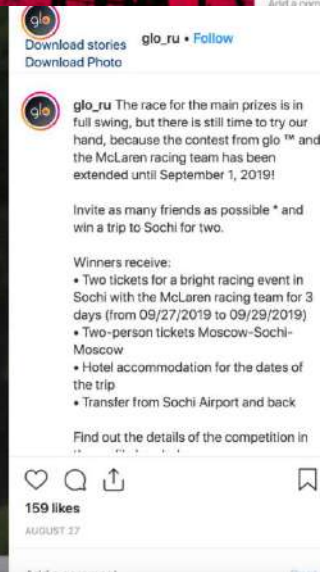 Add a com
glo
glo_ru • Follow
Download stories
Download Photo
glo
glo_ru The race for the main prizes is in
full swing, but there is still time to try our
hand, because the contest from glo ™ and
the McLaren racing team has been
extended until September 1, 2019!
Invite as many friends as possible * and
win a trip to Sochi for two.
Winners receive:
• Two tickets for a bright racing event in
Sochi with the McLaren racing team for 3
days (from 09/27/2019 to 09/29/2019)
• Two-person tickets Moscow-Sochi-
Moscow
• Hotel accommodation for the dates of
the trip
• Transfer from Sochi Airport and back
Find out the details of the competition in
159 likes
AUGUST 27